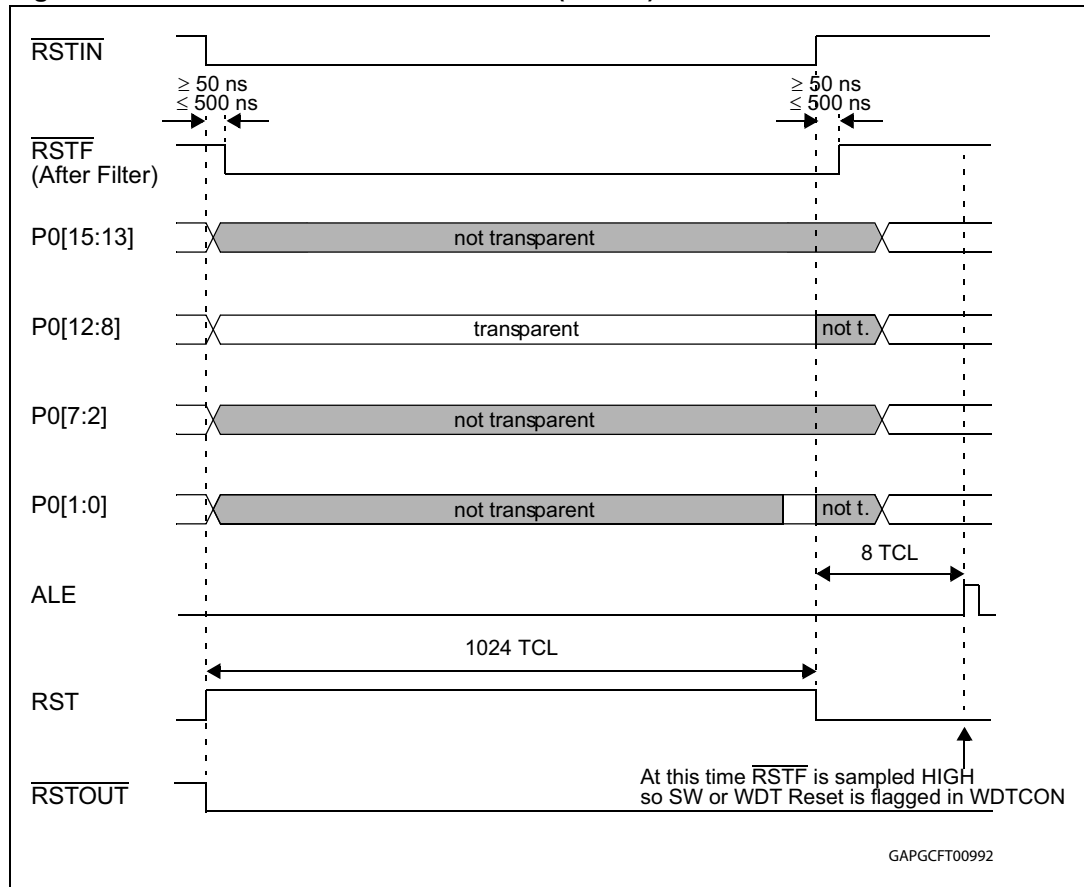 RSTIN
≥ 50 ns
≤ 500 ns
≥ 50 ns
≤ 500 ns
RSTF
(After Filter)
P0[15:13]
not transparent
P0[12:8]
transparent
not t.
P0[7:2]
not transparent
P0[1:0]
not transparent
not t.
8 TCL
ALE
1024 TCL
RST
At this time RSTF is sampled HIGH
so SW or WDT Reset is flagged in WDTCON
RSTOUT
GAPGCFT00992